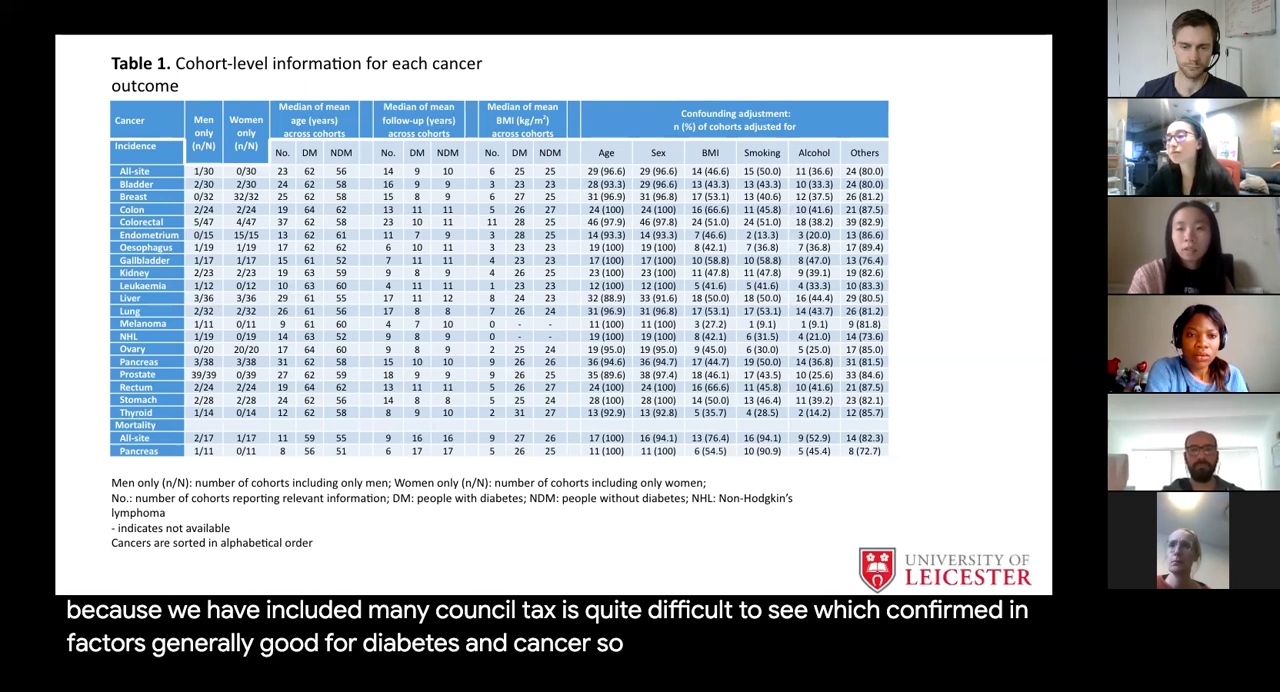 Table 1. Cohort-level information for each cancer
outcome
Cancer Men only (n/N) Women only (n/N) Median of mean age (years) across cohorts Median of mean follow-up (years) across cohorts Median of mean BMI (kg/m²) across cohorts Confounding adjustment: n (%) of cohorts adjusted for
Incidence No. DM NDM No. DM NDM No. DM NDM Age Sex BMI Smoking Alcohol Others
All-site 1/30 0/30 23 62 56 14 9 10 6 25 25 29 (96.6) 29 (96.6) 14 (46.6) 15 (50.0) 11 (36.6) 24 (80.0)
Bladder 2/30 2/30 24 62 58 16 9 9 3 23 23 28 (93.3) 29 (96.6) 13 (43.3) 13 (43.3) 10 (33.3) 24 (80.0)
Breast 0/32 32/32 25 62 58 15 8 9 6 27 25 31 (96.9) 31 (96.8) 17 (53.1) 13 (40.6) 12 (37.5) 26 (81.2)
Colon 2/24 2/24 19 64 62 13 11 11 5 26 27 24 (100) 24 (100) 16 (66.6) 11 (45.8) 10 (41.6) 21 (87.5)
Colorectal 5/47 4/47 37 62 58 23 10 11 11 28 25 46 (97.9) 46 (97.8) 24 (51.0) 24 (51.0) 18 (38.2) 39 (82.9)
Endometrium 0/15 15/15 13 62 61 11 7 9 3 28 25 14 (93.3) 14 (93.3) 7 (46.6) 2 (13.3) 3 (20.0) 13 (86.6)
Oesophagus 1/19 1/19 17 62 62 6 10 11 3 23 23 19 (100) 19 (100) 8 (42.1) 7 (36.8) 7 (36.8) 17 (89.4)
Gallbladder 1/17 1/17 15 61 52 7 11 11 3 23 23 17 (100) 17 (100) 10 (58.8) 10 (58.8) 8 (47.0) 13 (76.4)
Kidney 2/23 2/23 19 63 59 9 8 9 4 26 25 23 (100) 23 (100) 11 (47.8) 11 (47.8) 9 (39.1) 19 (82.6)
Leukaemia 1/12 0/12 10 63 60 4 11 11 1 23 23 12 (100) 12 (100) 5 (41.6) 5 (41.6) 4 (33.3) 10 (83.3)
Liver 3/36 3/36 29 61 55 17 11 12 3 24 23 32 (88.9) 33 (91.6) 18 (50.0) 18 (50.0) 16 (44.4) 29 (80.5)
Lung 2/32 2/32 26 61 56 17 8 8 7 26 24 31 (96.9) 31 (96.8) 17 (53.1) 17 (53.1) 14 (43.7) 26 (81.2)
Melanoma 1/11 0/11 9 61 60 4 7 10 0 - - 11 (100) 11 (100) 3 (27.2) 1 (9.1) 1 (9.1) 9 (81.8)
NHL 1/19 0/19 14 63 52 9 8 9 0 - - 19 (100) 19 (100) 8 (42.1) 6 (31.5) 4 (21.0) 14 (73.6)
Ovary 0/20 20/20 17 64 60 9 8 9 2 25 24 19 (95.0) 19 (95.0) 9 (45.0) 6 (30.0) 5 (25.0) 17 (85.0)
Pancreas 3/38 3/38 31 62 58 15 10 10 9 26 26 36 (94.6) 36 (94.7) 17 (44.7) 19 (50.0) 14 (36.8) 31 (81.5)
Prostate 39/39 0/39 27 62 59 18 9 9 5 26 25 35 (89.6) 38 (97.4) 18 (46.1) 17 (43.5) 10 (25.6) 33 (84.6)
Rectum 2/24 2/24 19 64 62 13 11 11 5 26 27 24 (100) 24 (100) 16 (66.6) 11 (45.8) 10 (41.6) 21 (87.5)
Stomach 2/28 2/28 24 62 56 14 8 8 5 25 24 28 (100) 28 (100) 14 (50.0) 13 (46.4) 11 (39.2) 23 (82.1)
Thyroid 1/14 0/14 12 62 58 8 9 10 2 31 27 13 (92.9) 13 (92.8) 5 (35.7) 4 (28.5) 2 (14.2) 12 (85.7)
Mortality
All-site 2/17 1/17 11 59 55 9 16 16 9 27 26 17 (100) 16 (94.1) 13 (76.4) 16 (94.1) 9 (52.9) 14 (82.3)
Pancreas 1/11 0/11 8 56 51 6 17 17 5 26 25 11 (100) 11 (100) 6 (54.5) 10 (90.9) 5 (45.4) 8 (72.7)
Men only (n/N): number of cohorts including only men; Women only (n/N): number of cohorts including only women;
No.: number of cohorts reporting relevant information; DM: people with diabetes; NDM: people without diabetes; NHL: Non-Hodgkin's
lymphoma
- indicates not available
Cancers are sorted in alphabetical order
UNIVERSITY OF
LEICESTER
because we have included many council tax is quite difficult to see which confirmed in
factors generally good for diabetes and cancer so